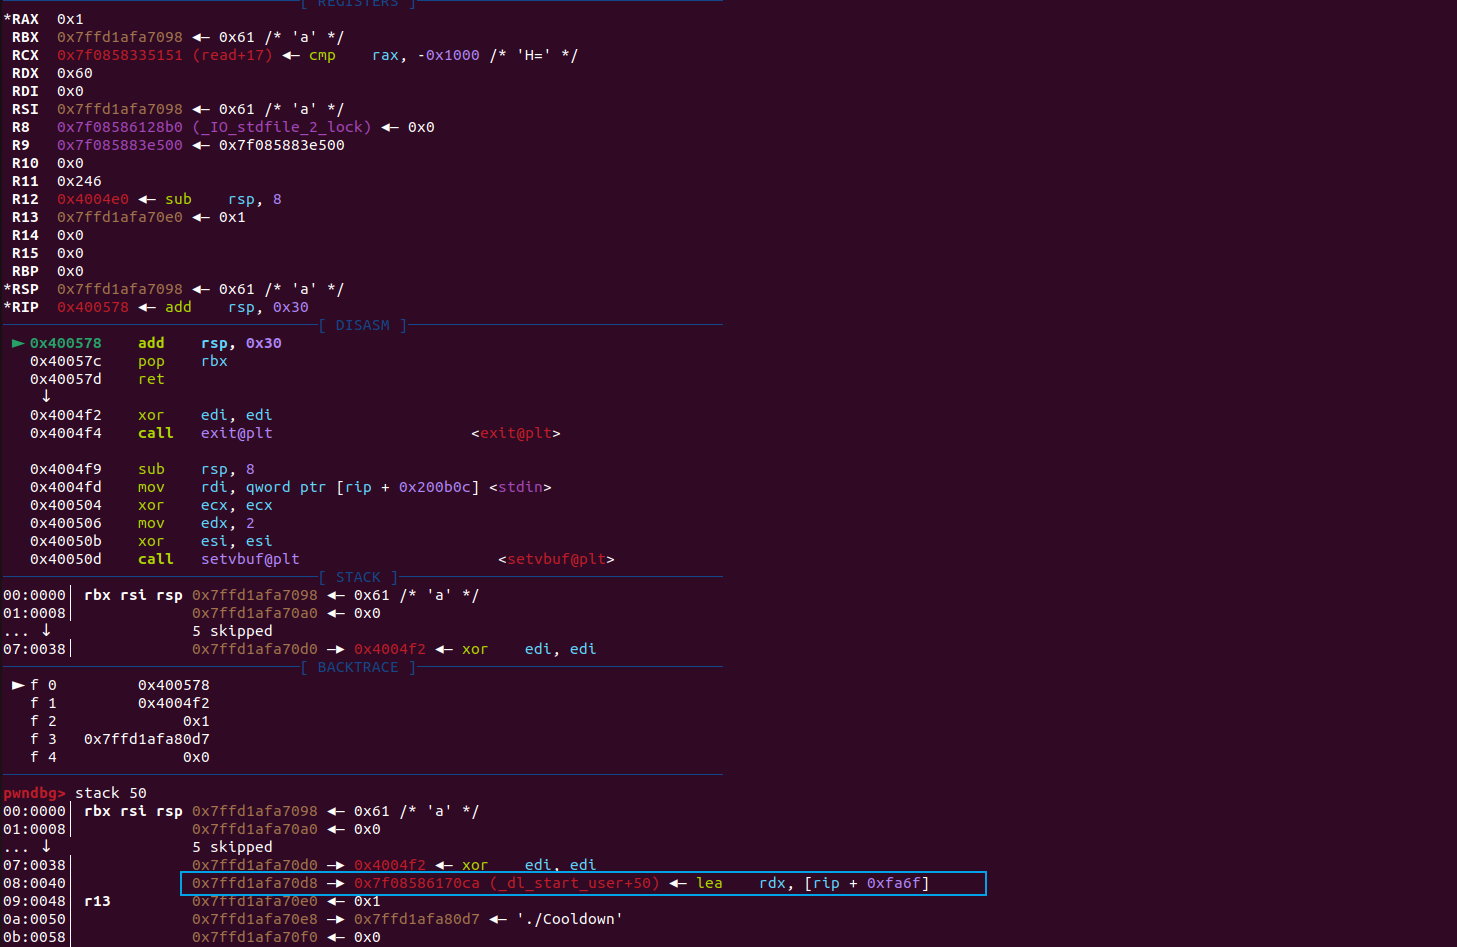 [ REGISTERS ]
*RAX  0x1
 RBX  0x7ffd1afa7098 ◂— 0x61 /* 'a' */
 RCX  0x7f0858335151 (read+17) ◂— cmp    rax, -0x1000 /* 'H=' */
 RDX  0x60
 RDI  0x0
 RSI  0x7ffd1afa7098 ◂— 0x61 /* 'a' */
 R8   0x7f08586128b0 (_IO_stdfile_2_lock) ◂— 0x0
 R9   0x7f085883e500 ◂— 0x7f085883e500
 R10  0x0
 R11  0x246
 R12  0x4004e0 ◂— sub    rsp, 8
 R13  0x7ffd1afa70e0 ◂— 0x1
 R14  0x0
 R15  0x0
 RBP  0x0
*RSP  0x7ffd1afa7098 ◂— 0x61 /* 'a' */
*RIP  0x400578 ◂— add    rsp, 0x30
[ DISASM ]
 ► 0x400578    add    rsp, 0x30
   0x40057c    pop    rbx
   0x40057d    ret
    ↓
   0x4004f2    xor    edi, edi
   0x4004f4    call   exit@plt                      <exit@plt>
   0x4004f9    sub    rsp, 8
   0x4004fd    mov    rdi, qword ptr [rip + 0x200b0c] <stdin>
   0x400504    xor    ecx, ecx
   0x400506    mov    edx, 2
   0x40050b    xor    esi, esi
   0x40050d    call   setvbuf@plt                      <setvbuf@plt>
[ STACK ]
00:0000│ rbx rsi rsp 0x7ffd1afa7098 ◂— 0x61 /* 'a' */
01:0008│             0x7ffd1afa70a0 ◂— 0x0
... ↓                5 skipped
07:0038│             0x7ffd1afa70d0 —▸ 0x4004f2 ◂— xor    edi, edi
[ BACKTRACE ]
 ► f 0         0x400578
   f 1         0x4004f2
   f 2              0x1
   f 3   0x7ffd1afa80d7
   f 4              0x0
pwndbg> stack 50
00:0000│ rbx rsi rsp 0x7ffd1afa7098 ◂— 0x61 /* 'a' */
01:0008│             0x7ffd1afa70a0 ◂— 0x0
... ↓                5 skipped
07:0038│             0x7ffd1afa70d0 —▸ 0x4004f2 ◂— xor    edi, edi
08:0040│             0x7ffd1afa70d8 —▸ 0x7f08586170ca (_dl_start_user+50) ◂— lea    rdx, [rip + 0xfa6f]
09:0048│ r13         0x7ffd1afa70e0 ◂— 0x1
0a:0050│             0x7ffd1afa70e8 —▸ 0x7ffd1afa80d7 ◂— './Cooldown'
0b:0058│             0x7ffd1afa70f0 ◂— 0x0